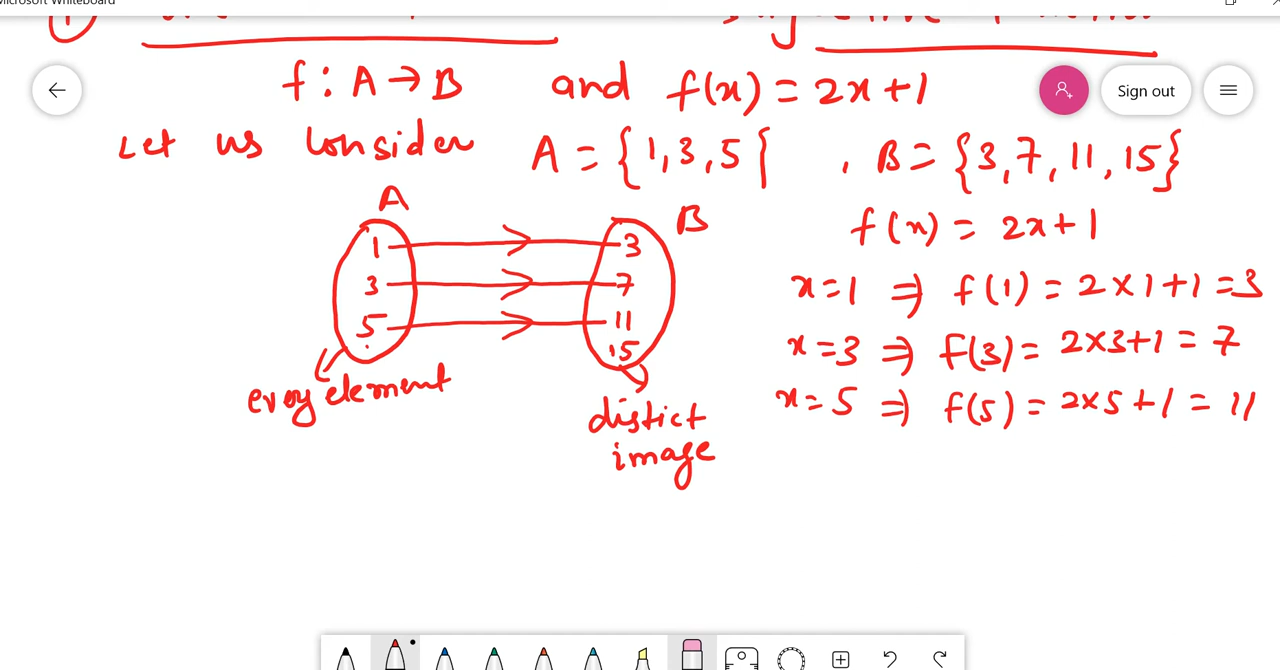 Microsoft Whiteboard
f : A → B and f(x) = 2x + 1
Sign out
Let us consider A = {1, 3, 5{ , B = {3, 7, 11, 15}
A
B
f(x) = 2x + 1
1 3
3 7
5 11
15
x = 1 ⇒ f(1) = 2 × 1 + 1 = 3
x = 3 ⇒ f(3) = 2×3+1 = 7
x = 5 ⇒ f(5) = 2×5 + 1 = 11
every element
distict
image